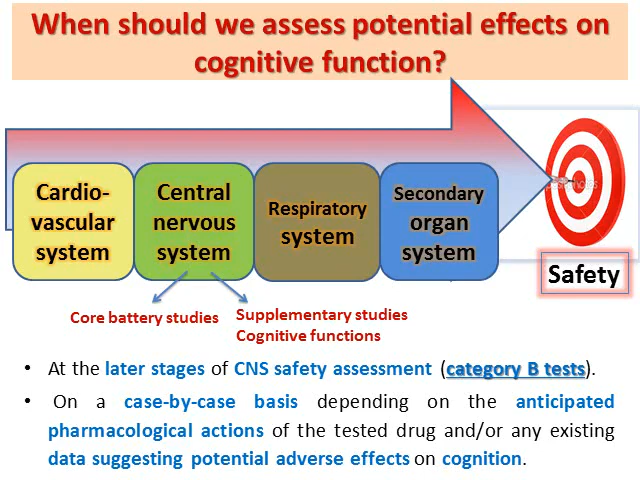 When should we assess potential effects on
cognitive function?
Cardio-
vascular
system
Central
nervous
system
Respiratory
system
Secondary
organ
system
Safety
Core battery studies
Supplementary studies
Cognitive functions
• At the later stages of CNS safety assessment (category B tests).
• On a case-by-case basis depending on the anticipated
pharmacological actions of the tested drug and/or any existing
data suggesting potential adverse effects on cognition.